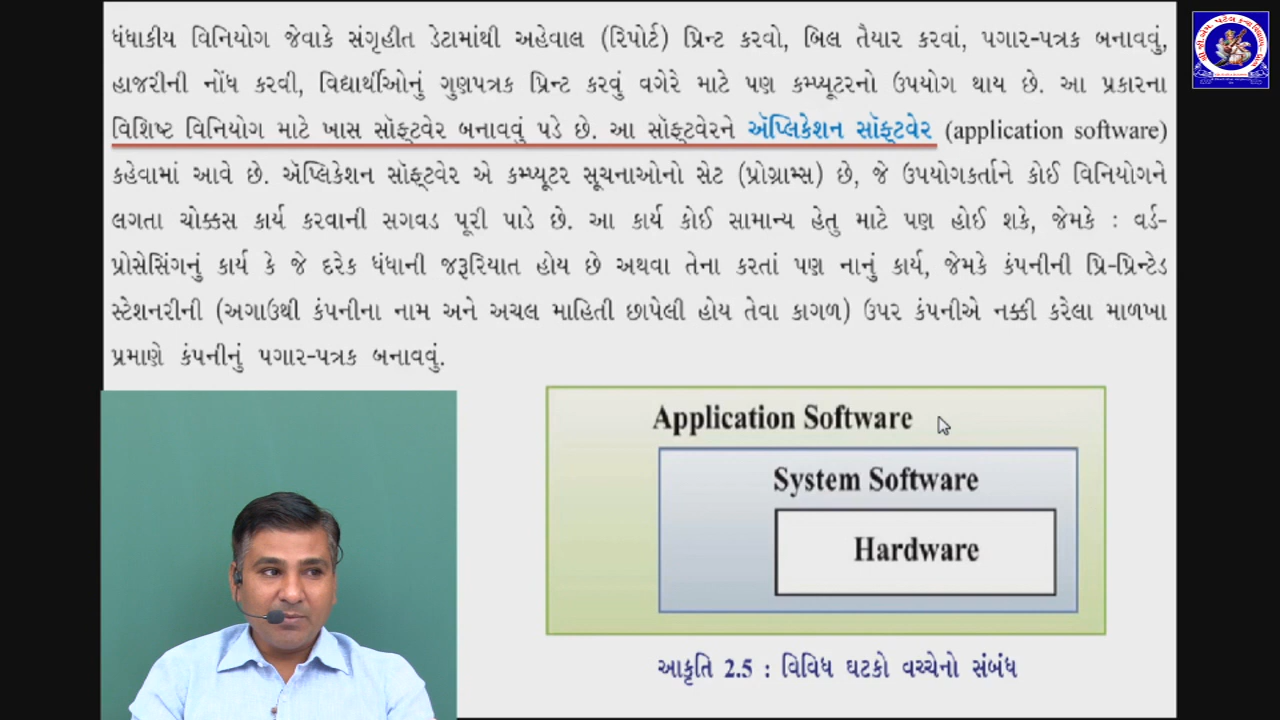 ધંધાકીય વિનિયોગ જેવાકે સંગૃહીત ડેટામાંથી અહેવાલ (રિપોર્ટ) પ્રિન્ટ કરવો, બિલ તૈયાર કરવાં, પગાર-પત્રક બનાવવું,
હાજરીની નોંધ કરવી, વિદ્યાર્થીઓનું ગુણપત્રક પ્રિન્ટ કરવું વગેરે માટે પણ કમ્પ્યૂટરનો ઉપયોગ થાય છે. આ પ્રકારના
વિશિષ્ટ વિનિયોગ માટે ખાસ સૉફ્ટવેર બનાવવું પડે છે. આ સૉફ્ટવેરને ઍપ્લિકેશન સૉફ્ટવેર (application software)
કહેવામાં આવે છે. ઍપ્લિકેશન સૉફ્ટવેર એ કમ્પ્યૂટર સૂચનાઓનો સેટ (પ્રોગ્રામ્સ) છે, જે ઉપયોગકર્તાને કોઈ વિનિયોગને
લગતા ચોક્કસ કાર્ય કરવાની સગવડ પૂરી પાડે છે. આ કાર્ય કોઈ સામાન્ય હેતુ માટે પણ હોઈ શકે, જેમકે : વર્ડ-
પ્રોસેસિંગનું કાર્ય કે જે દરેક ધંધાની જરૂરિયાત હોય છે અથવા તેના કરતાં પણ નાનું કાર્ય, જેમકે કંપનીની પ્રિ-પ્રિન્ટેડ
સ્ટેશનરીની (અગાઉથી કંપનીના નામ અને અચલ માહિતી છાપેલી હોય તેવા કાગળ) ઉપર કંપનીએ નક્કી કરેલા માળખા
પ્રમાણે કંપનીનું પગાર-પત્રક બનાવવું.
Application Software
System Software
Hardware
આકૃતિ 2.5 : વિવિધ ઘટકો વચ્ચેનો સંબંધ